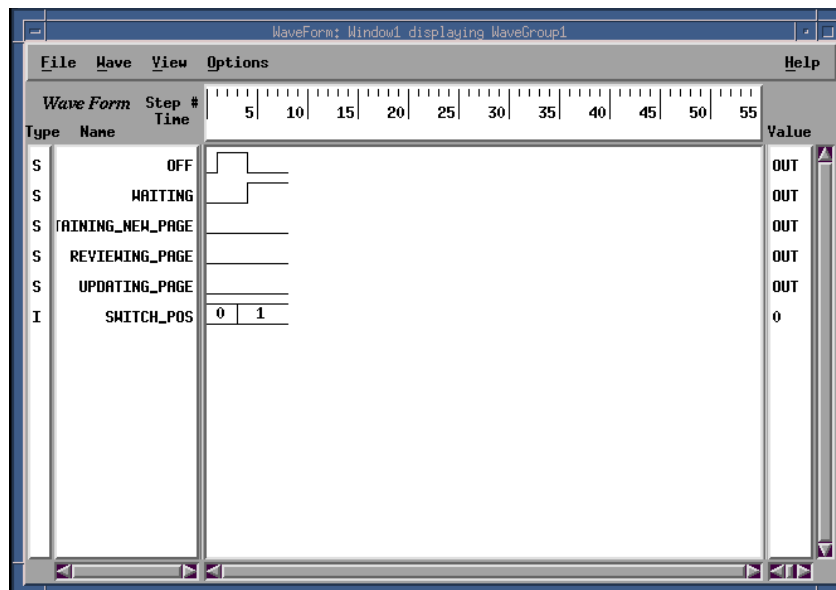 WaveForm: Window1 displaying WaveGroup1
File Wave View Options Help
Wave Form Step #
Time
5 10 15 20 25 30 35 40 45 50 55
Type Name Value
S OFF OUT
S WAITING OUT
S TAINING_NEW_PAGE OUT
S REVIEWING_PAGE OUT
S UPDATING_PAGE OUT
I SWITCH_POS 0 1 0